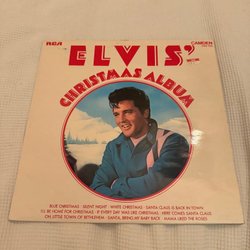 RCA
CAMDEN
ELVIS'
CHRISTMAS ALBUM
BLUE CHRISTMAS · SILENT NIGHT · WHITE CHRISTMAS · SANTA CLAUS IS BACK IN TOWN
I'LL BE HOME FOR CHRISTMAS · IF EVERY DAY WAS LIKE CHRISTMAS · HERE COMES SANTA CLAUS
OH, LITTLE TOWN OF BETHLEHEM · SANTA, BRING MY BABY BACK · MAMA LIKED THE ROSES